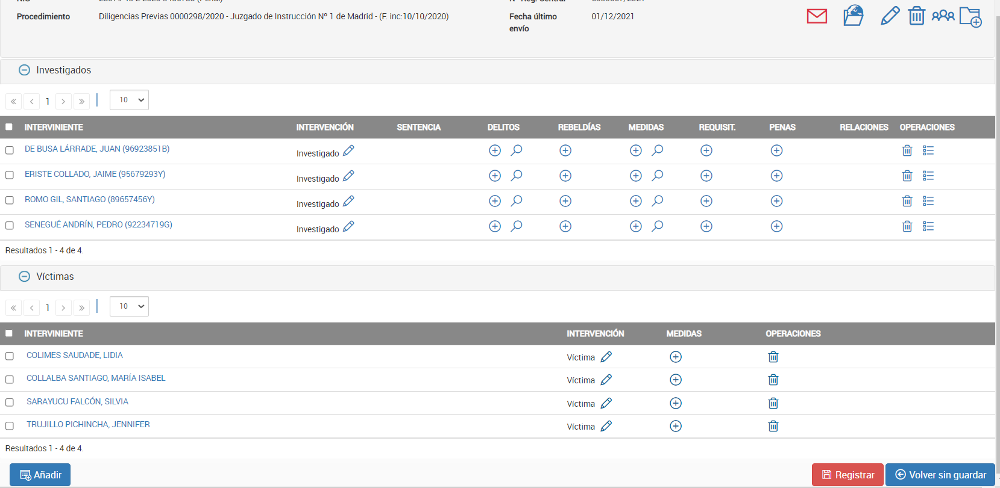 Procedimiento Diligencias Previas 0000298/2020 - Juzgado de Instrucción Nº 1 de Madrid - (F. inc:10/10/2020) Fecha último envío 01/12/2021
Investigados
« ‹ 1 › » 10
INTERVINIENTE INTERVENCIÓN SENTENCIA DELITOS REBELDÍAS MEDIDAS REQUISIT. PENAS RELACIONES OPERACIONES
DE BUSA LÁRRADE, JUAN (96923851B) Investigado
ERISTE COLLADO, JAIME (95679293Y) Investigado
ROMO GIL, SANTIAGO (89657456Y) Investigado
SENEGUÉ ANDRÍN, PEDRO (92234719G) Investigado
Resultados 1 - 4 de 4.
Víctimas
« ‹ 1 › » 10
INTERVINIENTE INTERVENCIÓN MEDIDAS OPERACIONES
COLIMES SAUDADE, LIDIA Víctima
COLLALBA SANTIAGO, MARÍA ISABEL Víctima
SARAYUCU FALCÓN, SILVIA Víctima
TRUJILLO PICHINCHA, JENNIFER Víctima
Resultados 1 - 4 de 4.
Añadir Registrar Volver sin guardar